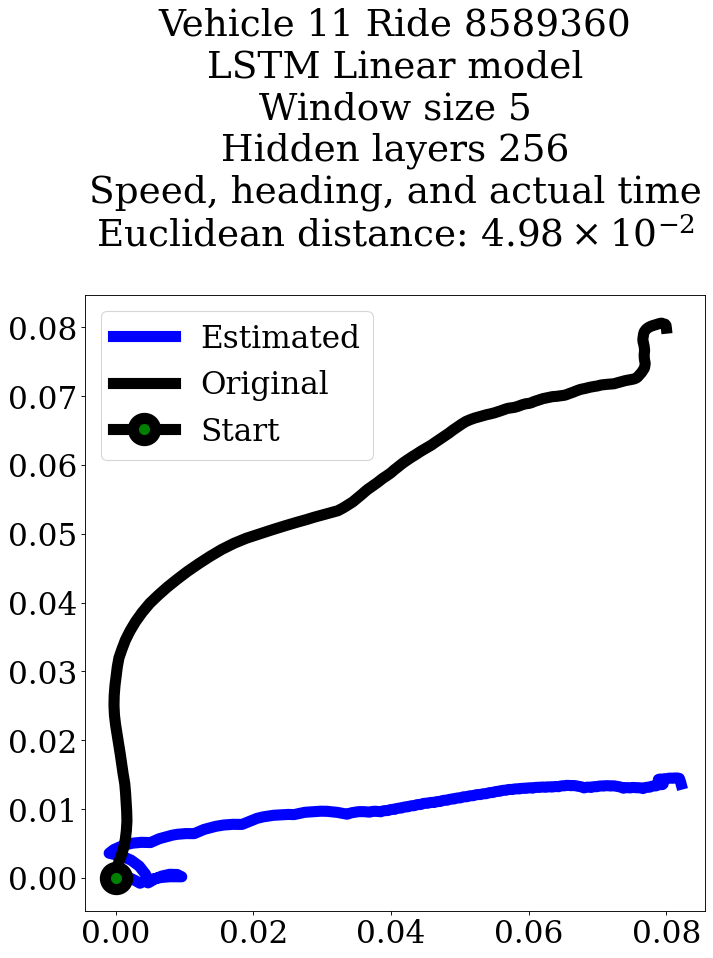 Vehicle 11 Ride 8589360
LSTM Linear model
Window size 5
Hidden layers 256
Speed, heading, and actual time
Euclidean distance: 4.98 × 10⁻²
Estimated
Original
Start
0.08
0.07
0.06
0.05
0.04
0.03
0.02
0.01
0.00
0.00 0.02 0.04 0.06 0.08